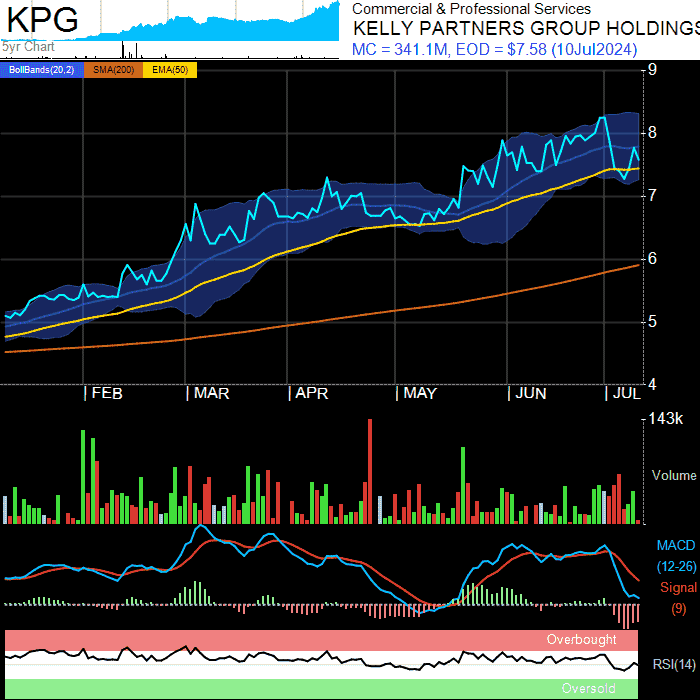 KPG
Commercial & Professional Services
KELLY PARTNERS GROUP HOLDINGS
5yr Chart
MC = 341.1M, EOD = $7.58 (10Jul2024)
BollBands(20,2) SMA(200) EMA(50)
9
8
7
6
5
4
FEB MAR APR MAY JUN JUL
143k
Volume
MACD
(12-26)
Signal
(9)
Overbought
RSI(14)
Oversold